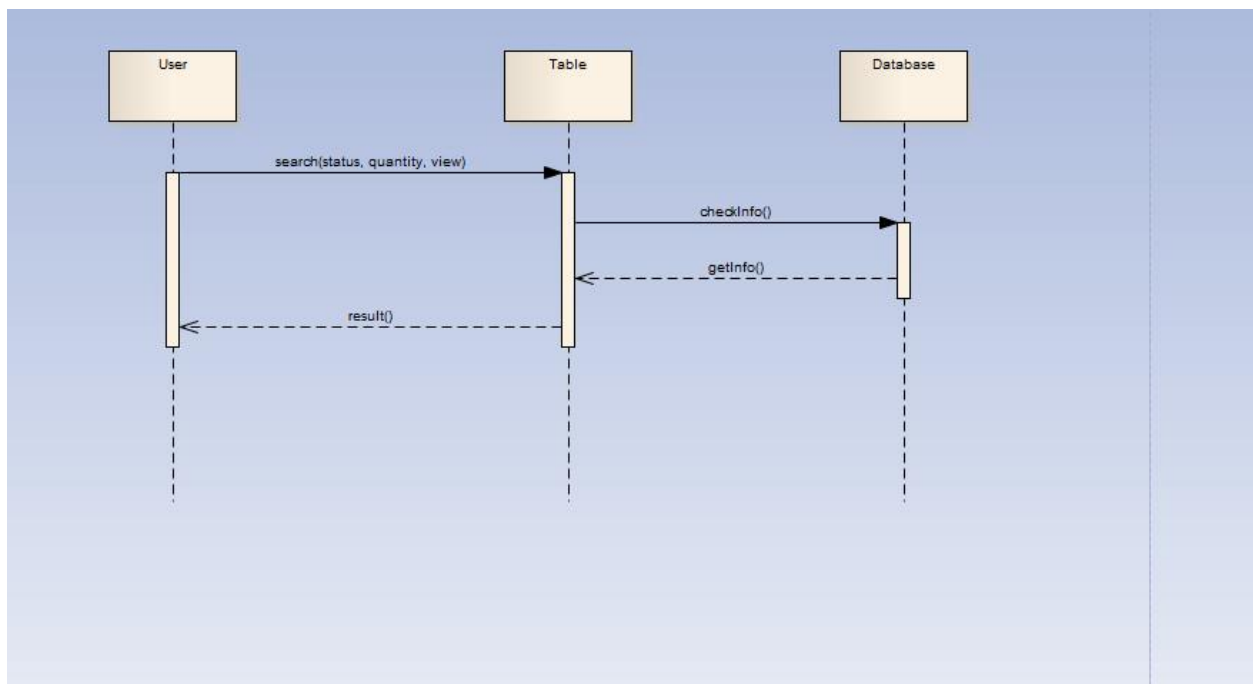 User
Table
Database
search(status, quantity, view)
checkInfo()
getInfo()
result()